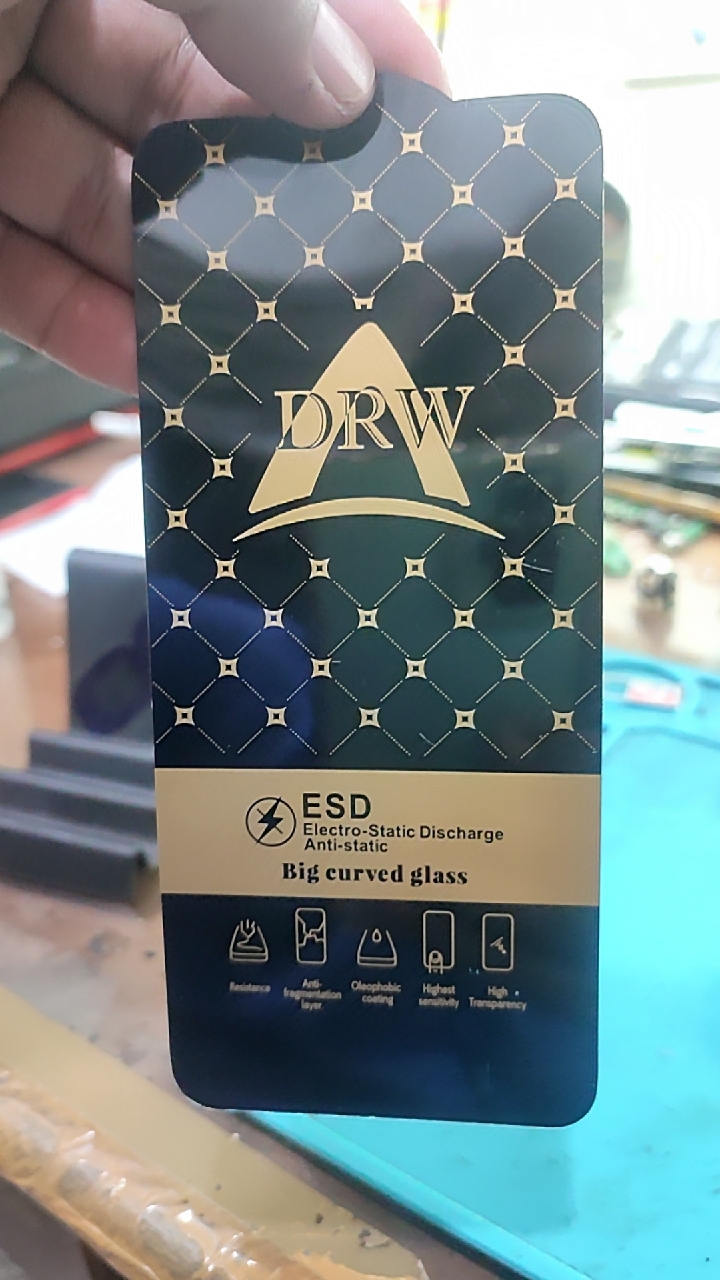 DRW
ESD
Electro-Static Discharge
Anti-static
Big curved glass
Resistance
Anti-
fragmentation
layer.
Oleophobic
coating
Highest
sensitivity
High
Transparency